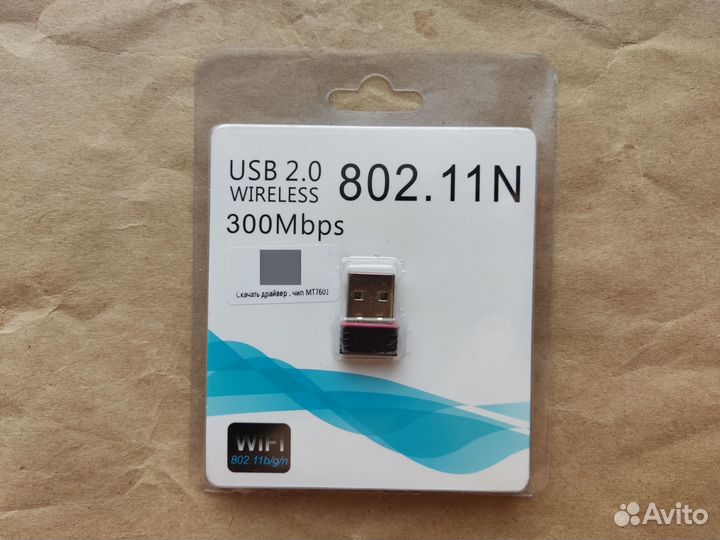 USB 2.0
WIRELESS
802.11N
300Mbps
Скачать драйвер , чип MT7601
WiFi
802.11b/g/n
Avito